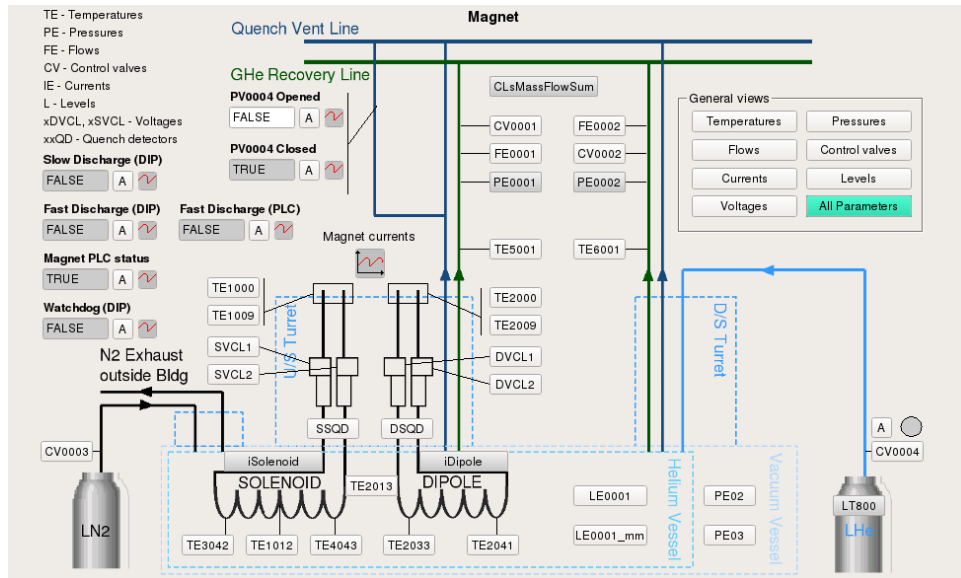 Magnet
TE - Temperatures
PE - Pressures
FE - Flows
CV - Control valves
IE - Currents
L - Levels
xDVCL, xSVCL - Voltages
xxQD - Quench detectors
Slow Discharge (DIP)
FALSE A
Fast Discharge (DIP)
FALSE A
Fast Discharge (PLC)
FALSE A
Magnet PLC status
TRUE A
Watchdog (DIP)
FALSE A
Quench Vent Line
GHe Recovery Line
PV0004 Opened
FALSE A
PV0004 Closed
TRUE A
CLsMassFlowSum
CV0001
FE0002
FE0001
CV0002
PE0001
PE0002
TE5001
TE6001
General views
Temperatures
Pressures
Flows
Control valves
Currents
Levels
Voltages
All Parameters
Magnet currents
TE1000
TE1009
TE2000
TE2009
SVCL1
SVCL2
DVCL1
DVCL2
U/S Turret
D/S Turret
N2 Exhaust
outside Bldg
SSQD
DSQD
CV0003
LN2
iSolenoid
SOLENOID
iDipole
DIPOLE
TE2013
TE3042
TE1012
TE4043
TE2033
TE2041
LE0001
LE0001_mm
Helium Vessel
PE02
PE03
Vacuum Vessel
A
CV0004
LT800
LHe